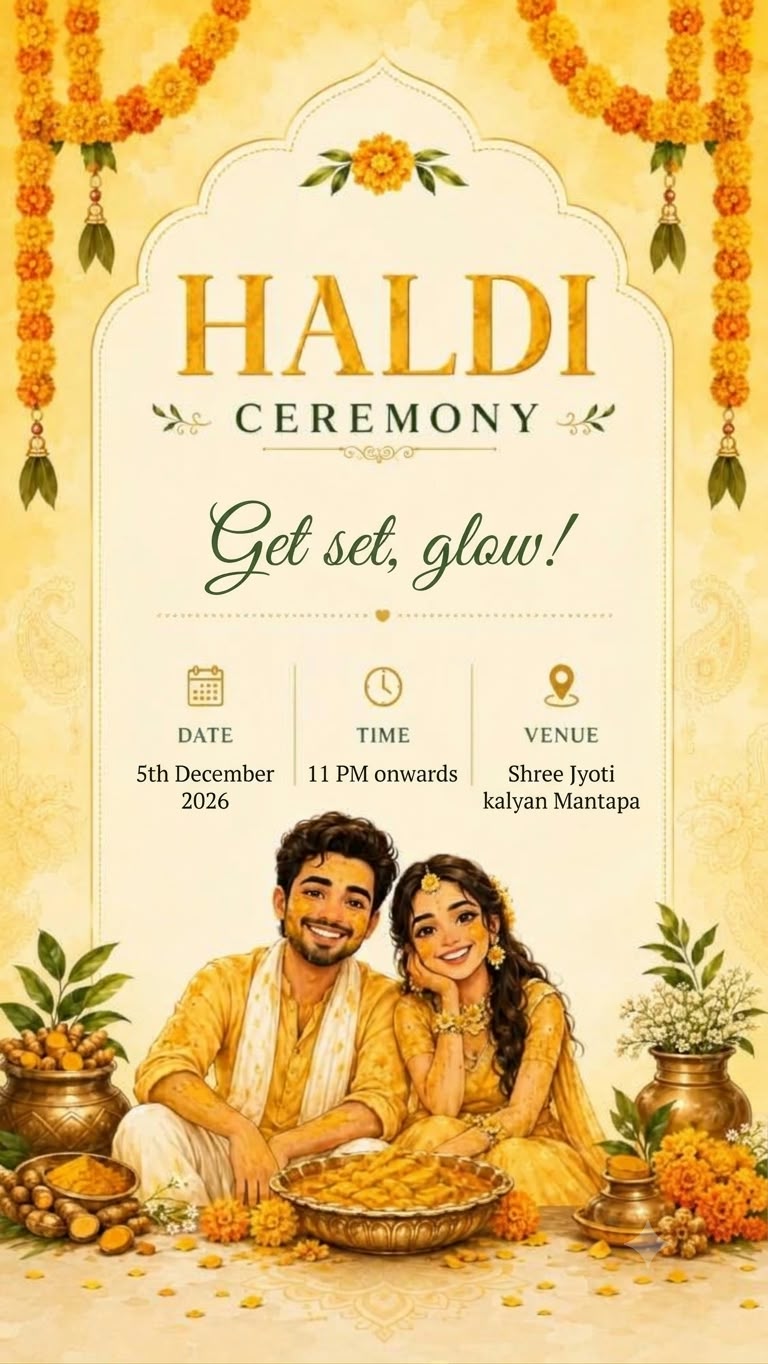 HALDI
CEREMONY
Get set, glow!
DATE
5th December
2026
TIME
11 PM onwards
VENUE
Shree Jyoti
kalyan Mantapa